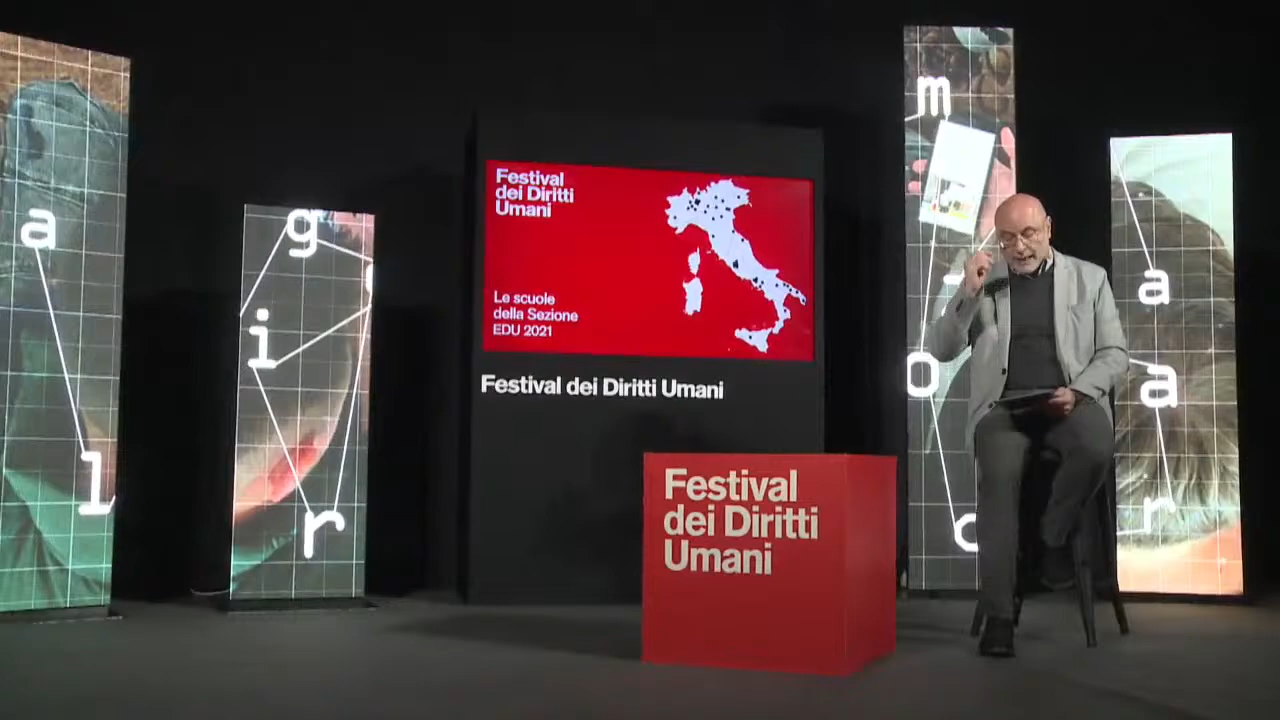 a
l
g
i
r
Festival
dei Diritti
Umani
Le scuole
della Sezione
EDU 2021
Festival dei Diritti Umani
Festival
dei Diritti
Umani
m
o
a
a
r